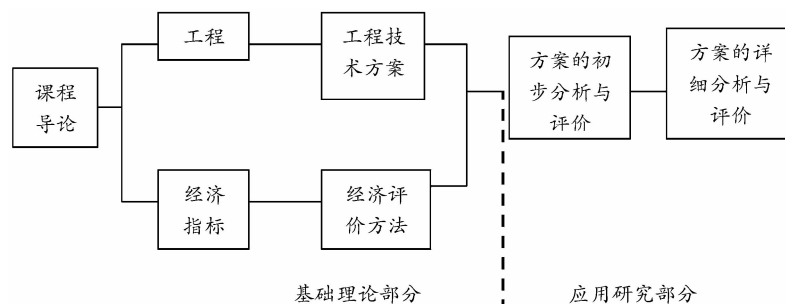 课程
导论
工程
工程技
术方案
经济
指标
经济评
价方法
方案的初
步分析与
评价
方案的详
细分析与
评价
基础理论部分
应用研究部分